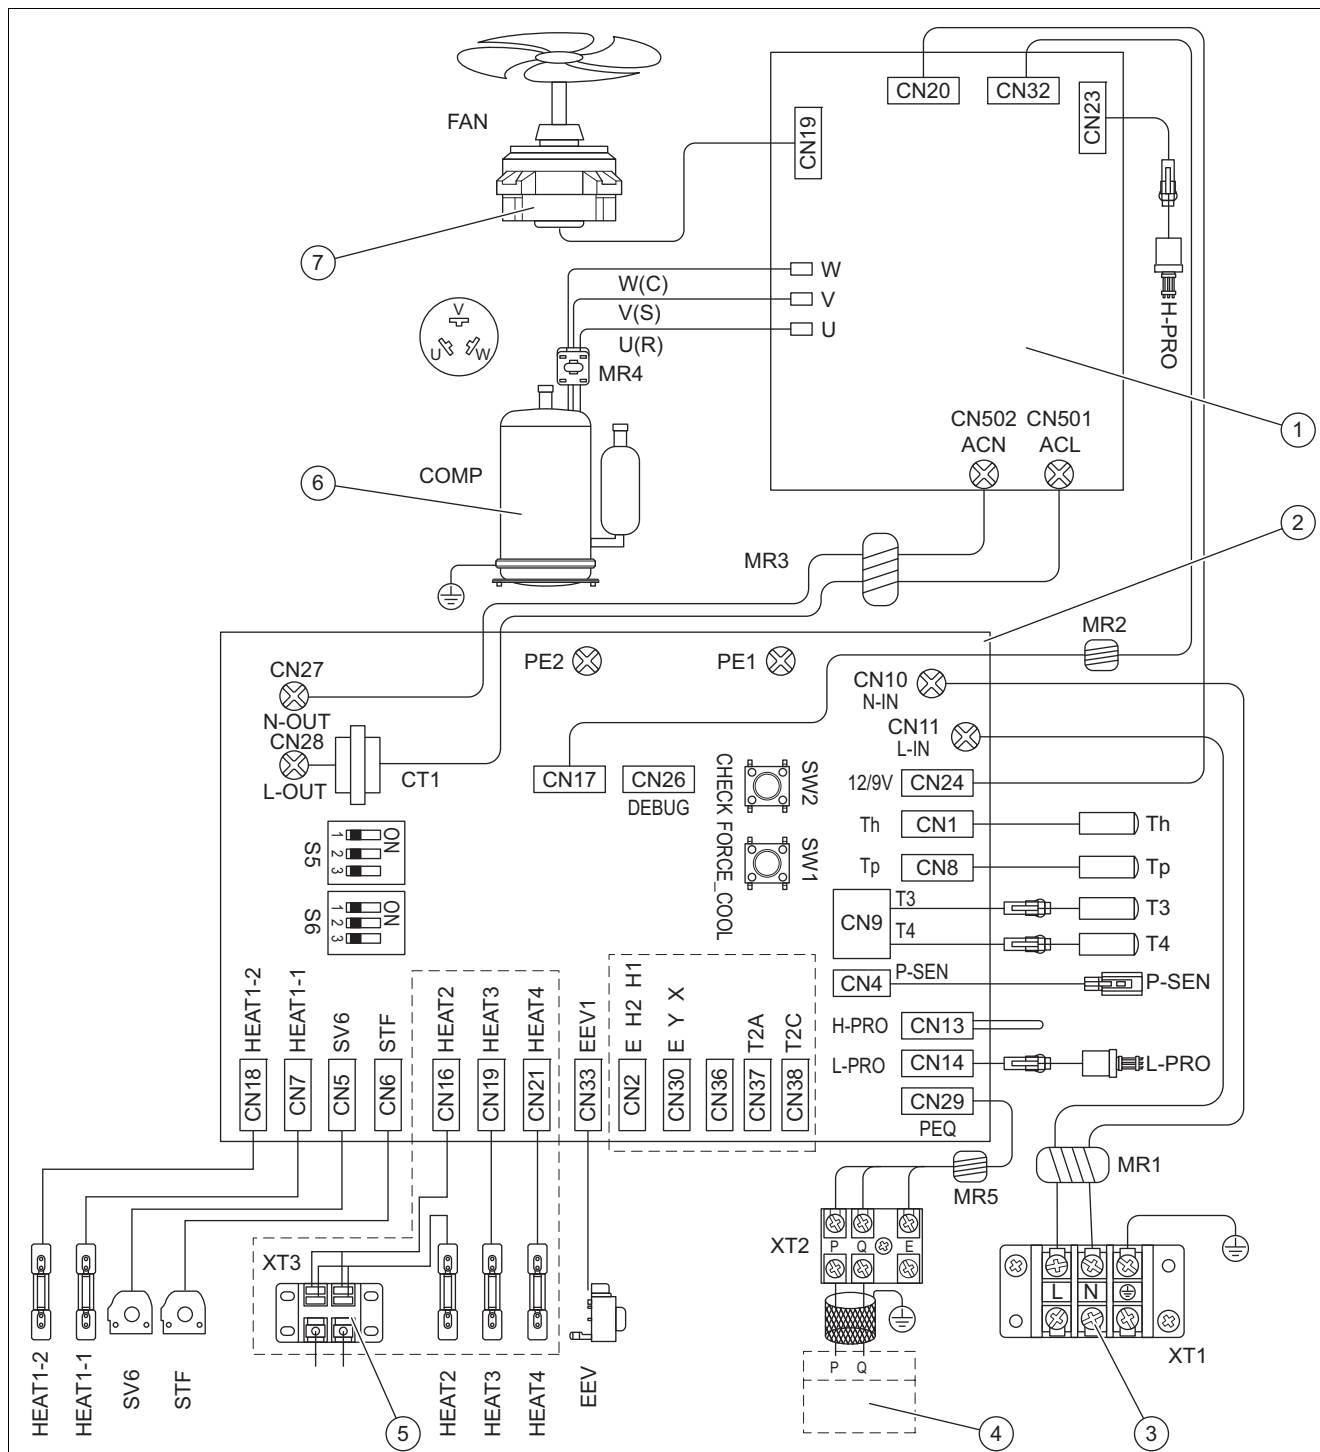 FAN
CN20
CN32
CN23
CN19
H-PRO
7
W
W(C)
V
V(S)
U
U(R)
V
U
W
MR4
1
CN502
ACN
CN501
ACL
COMP
6
2
MR3
MR2
CN27
N-OUT
PE2
PE1
CN10
N-IN
CN28
L-OUT
CT1
CN11
L-IN
CN17
CN26
DEBUG
CHECK FORCE_COOL
SW2
SW1
12/9V
CN24
Th
CN1
Th
Tp
CN8
Tp
S5
1
2
3
ON
S6
1
2
3
ON
CN9
T3
T3
T4
T4
CN4
P-SEN
P-SEN
H-PRO
CN13
L-PRO
CN14
L-PRO
CN29
PEQ
HEAT1-2
HEAT1-1
SV6
STF
HEAT2
HEAT3
HEAT4
EEV1
E H2 H1
E Y X
T2A
T2C
CN18
CN7
CN5
CN6
CN16
CN19
CN21
CN33
CN2
CN30
CN36
CN37
CN38
MR5
MR1
XT3
XT2
P
Q
E
L
N
XT1
P
Q
HEAT1-2
HEAT1-1
SV6
STF
5
HEAT2
HEAT3
HEAT4
EEV
4
3